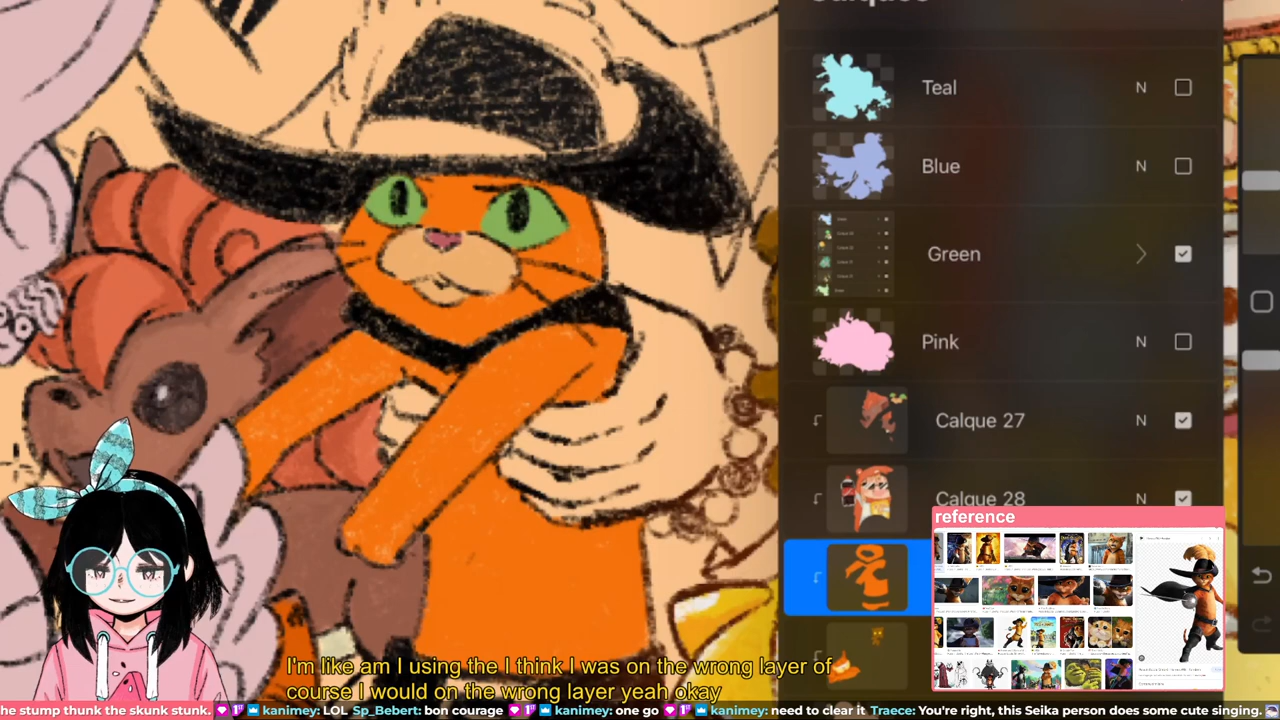 Teal N
Blue N
Green
Pink N
Calque 27 N
Calque 28 N
reference
I'm like am I using the I think I was on the wrong layer of
course I would on the wrong layer yeah okay
he stump thunk the skunk stunk. kanimey: LOL Sp_Bebert: bon courage kanimey: one go kanimey: need to clear it Traece: You're right, this Seika person does some cute singing.